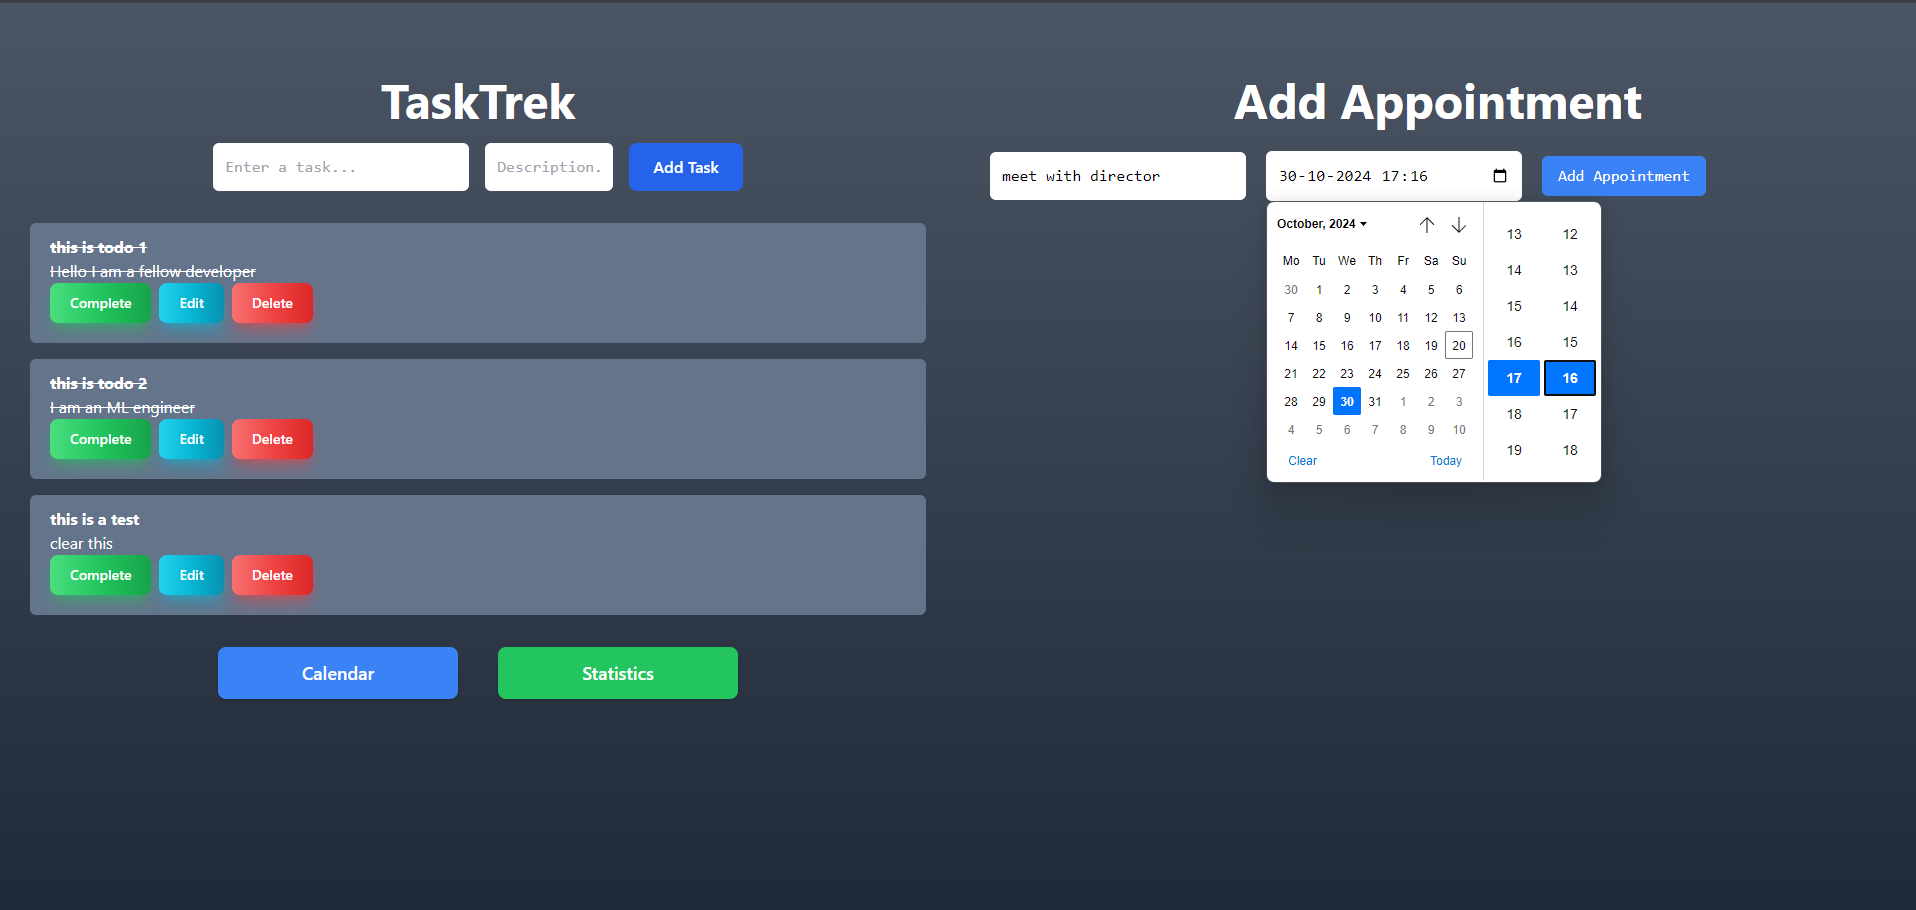 TaskTrek
Enter a task...
Description.
Add Task
this is todo 1
Hello I am a fellow developer
Complete Edit Delete
this is todo 2
I am an ML engineer
Complete Edit Delete
this is a test
clear this
Complete Edit Delete
Calendar Statistics
Add Appointment
meet with director
30-10-2024 17:16
Add Appointment
October, 2024
Mo Tu We Th Fr Sa Su
30 1 2 3 4 5 6
7 8 9 10 11 12 13
14 15 16 17 18 19 20
21 22 23 24 25 26 27
28 29 30 31 1 2 3
4 5 6 7 8 9 10
Clear Today
13 12
14 13
15 14
16 15
17 16
18 17
19 18